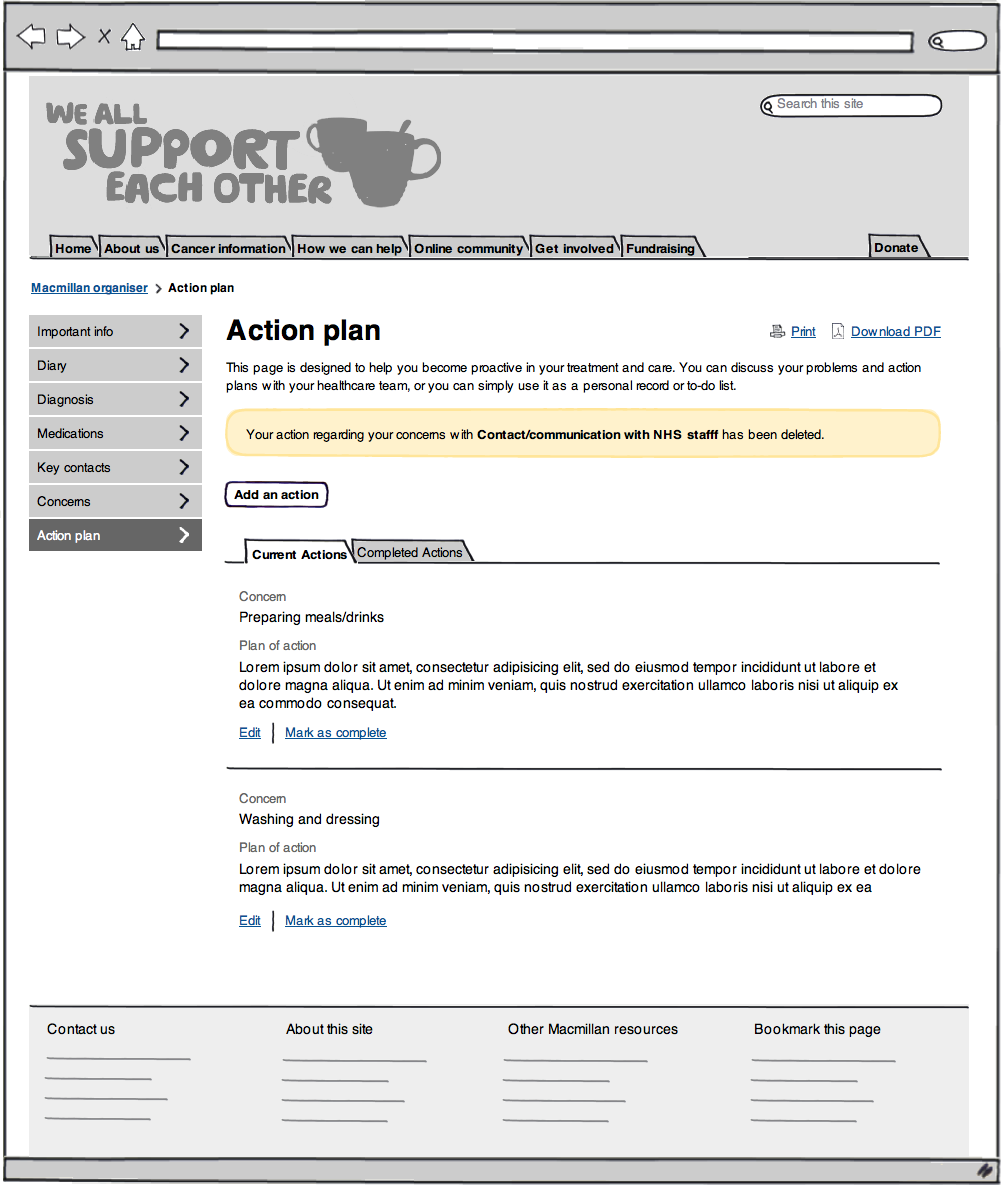 WE ALL
SUPPORT
EACH OTHER
Search this site
Home
About us
Cancer information
How we can help
Online community
Get involved
Fundraising
Donate
Macmillan organiser > Action plan
Important info
Diary
Diagnosis
Medications
Key contacts
Concerns
Action plan
Action plan
Print
Download PDF
This page is designed to help you become proactive in your treatment and care. You can discuss your problems and action
plans with your healthcare team, or you can simply use it as a personal record or to-do list.
Your action regarding your concerns with Contact/communication with NHS stafff has been deleted.
Add an action
Current Actions
Completed Actions
Concern
Preparing meals/drinks
Plan of action
Lorem ipsum dolor sit amet, consectetur adipisicing elit, sed do eiusmod tempor incididunt ut labore et
dolore magna aliqua. Ut enim ad minim veniam, quis nostrud exercitation ullamco laboris nisi ut aliquip ex
ea commodo consequat.
Edit | Mark as complete
Concern
Washing and dressing
Plan of action
Lorem ipsum dolor sit amet, consectetur adipisicing elit, sed do eiusmod tempor incididunt ut labore et dolore
magna aliqua. Ut enim ad minim veniam, quis nostrud exercitation ullamco laboris nisi ut aliquip ex ea
Edit | Mark as complete
Contact us
About this site
Other Macmillan resources
Bookmark this page